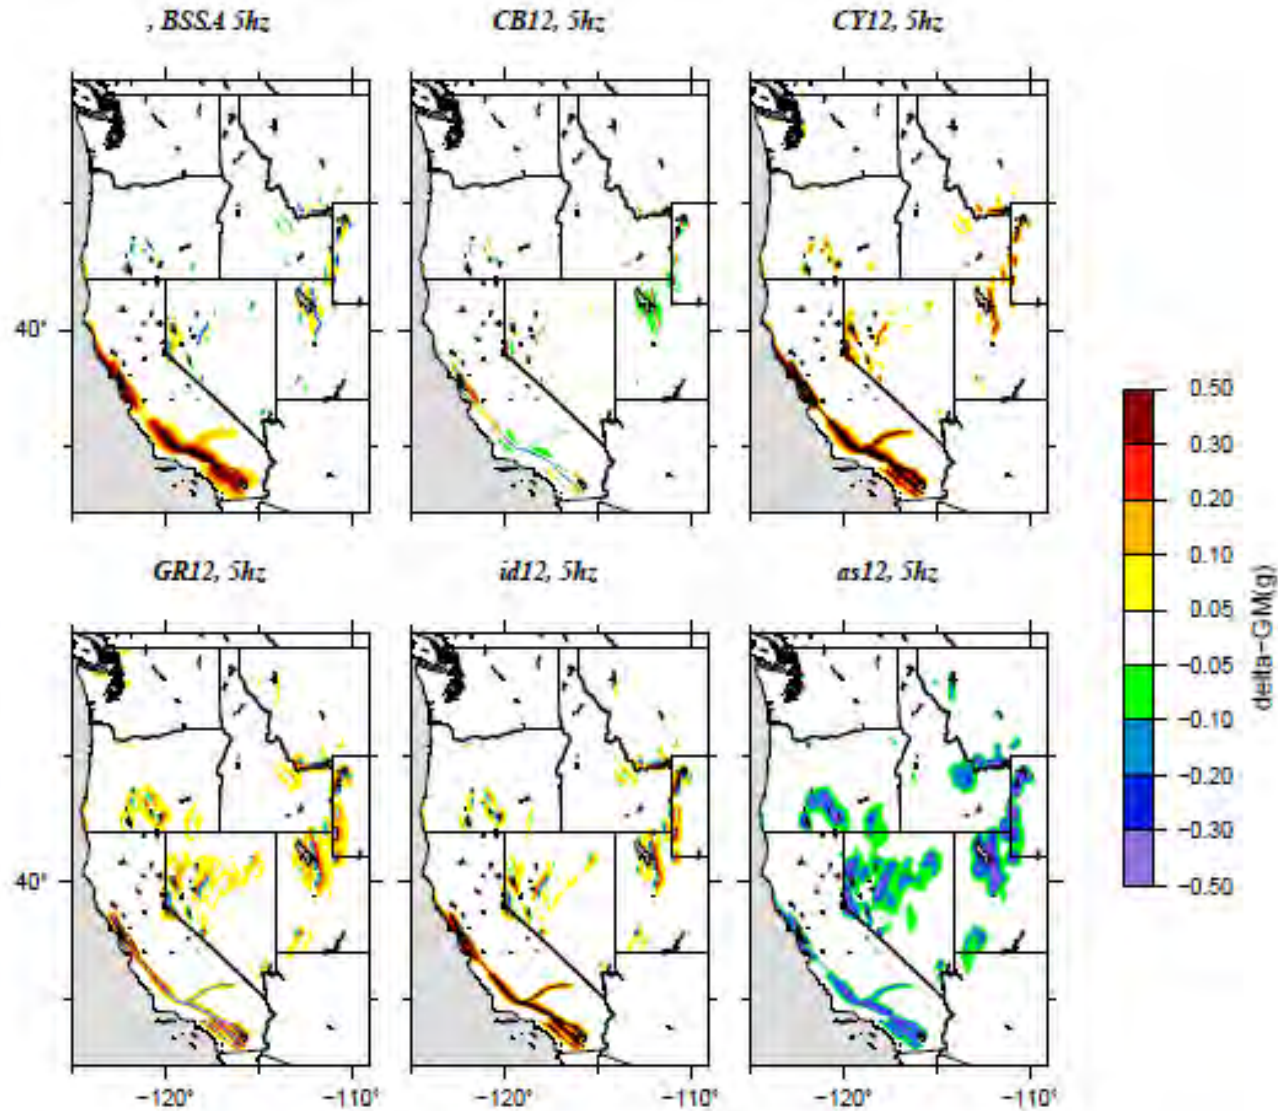 , BSSA 5hz
CB12, 5hz
CY12, 5hz
40°
GR12, 5hz
id12, 5hz
as12, 5hz
40°
−120°
−110°
−120°
−110°
−120°
−110°
0.50
0.30
0.20
0.10
0.05
−0.05
−0.10
−0.20
−0.30
−0.50
delta−GM(g)